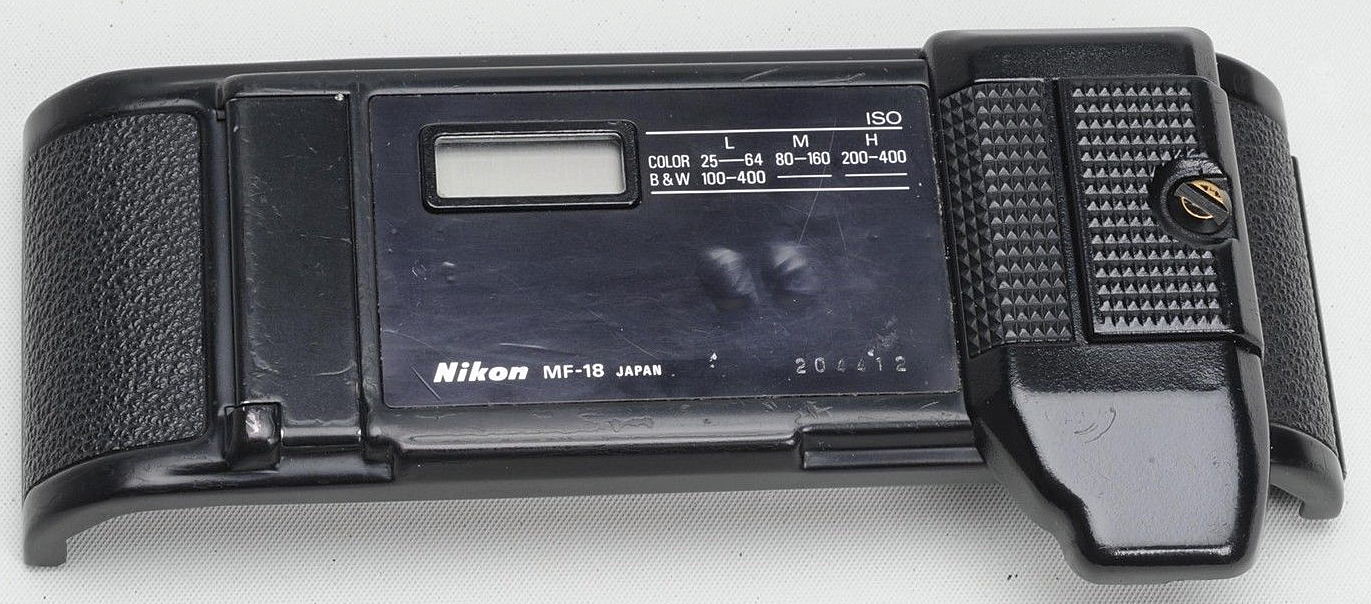 ISO
L M H
COLOR 25—64 80—160 200—400
B & W 100—400 — —
Nikon MF-18 JAPAN 204412